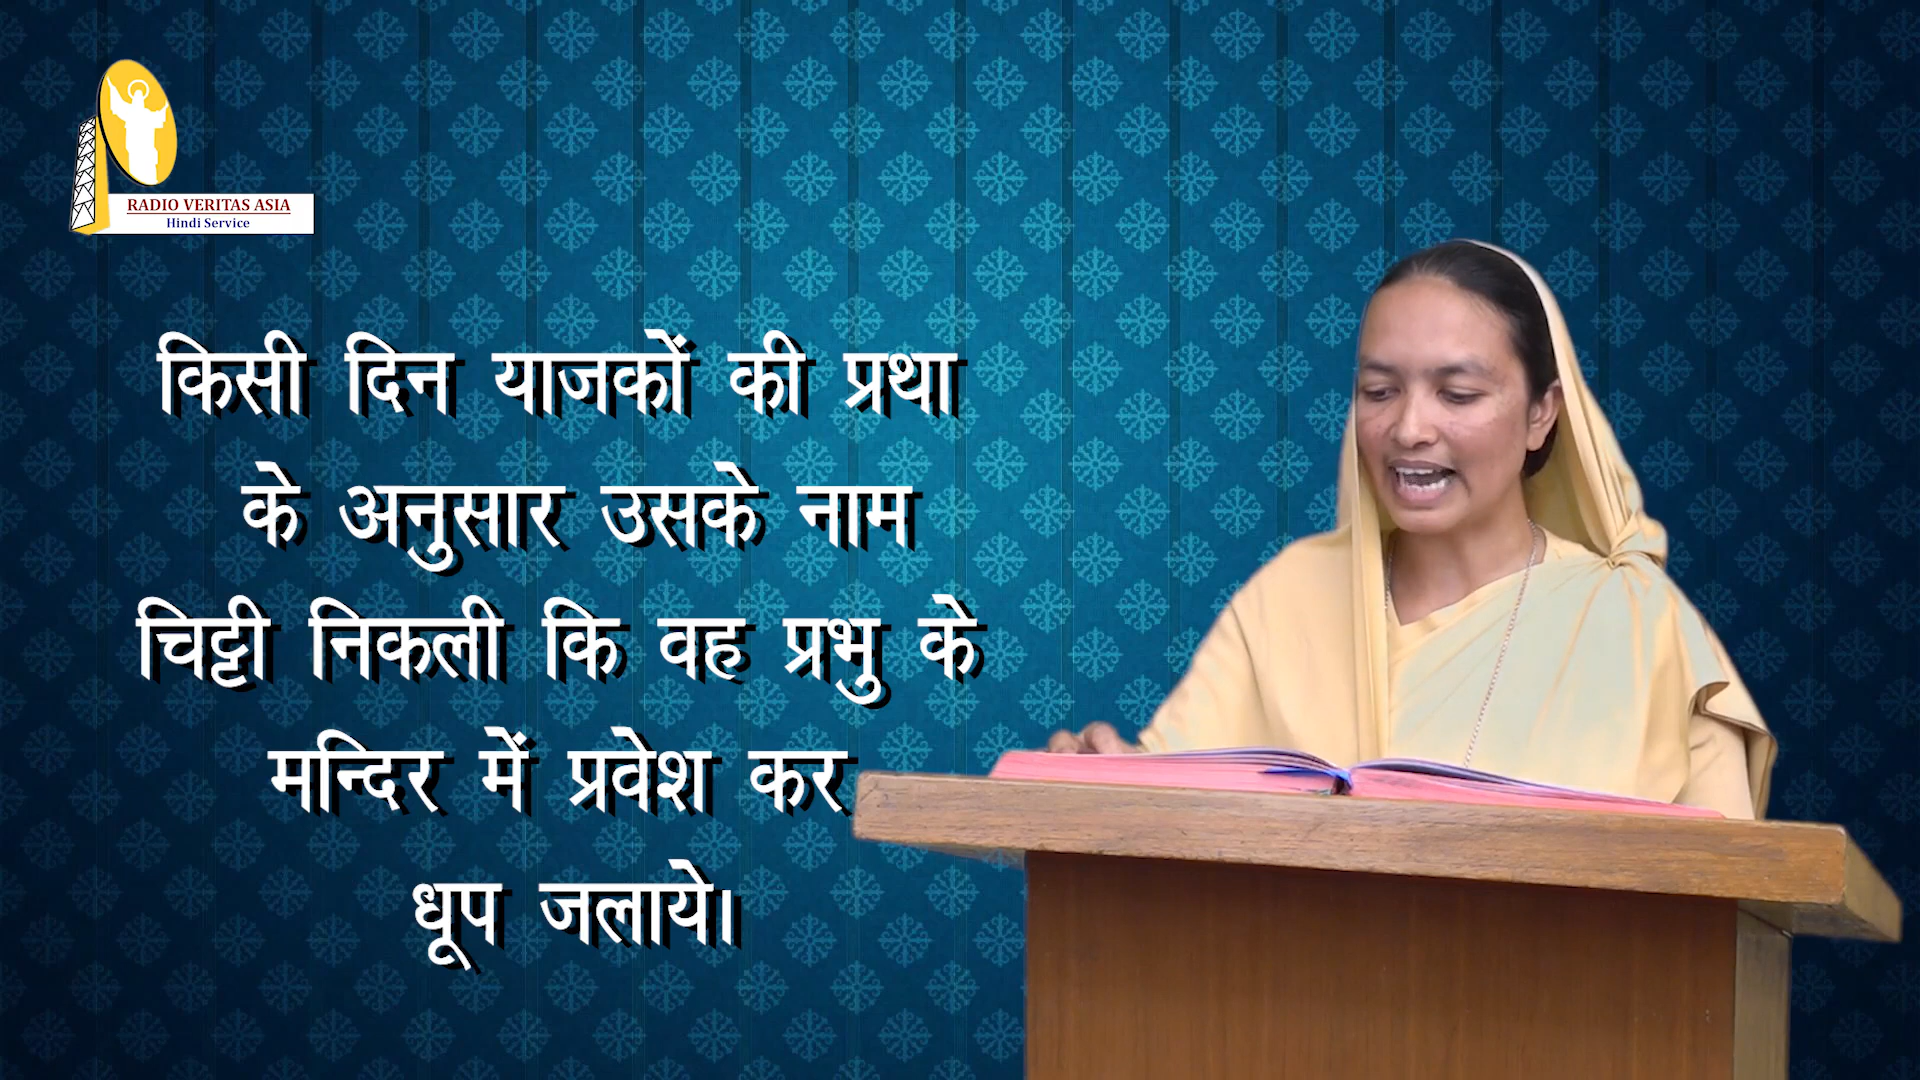 RADIO VERITAS ASIA
Hindi Service
किसी दिन याजकों की प्रथा
के अनुसार उसके नाम
चिट्टी निकली कि वह प्रभु के
मन्दिर में प्रवेश कर
धूप जलाये।